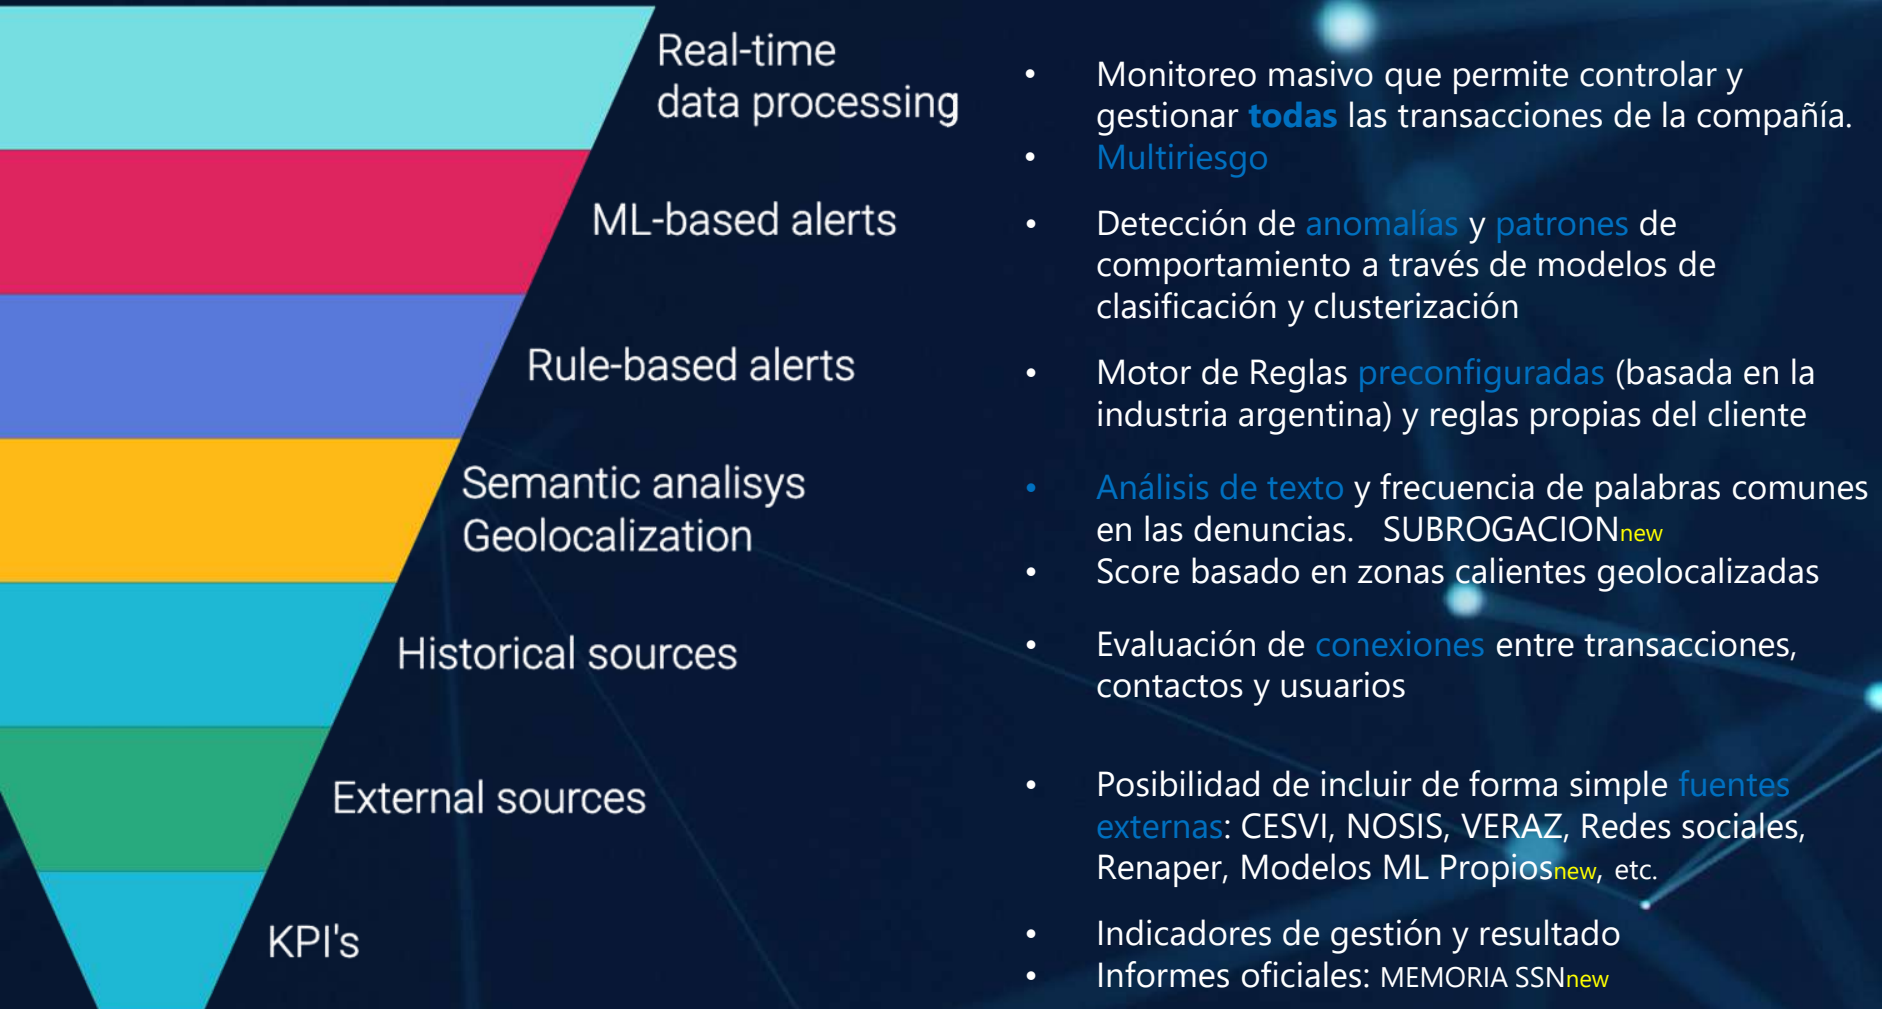 Real-time
data processing
• Monitoreo masivo que permite controlar y
gestionar todas las transacciones de la compañía.
• Multiriesgo
ML-based alerts
• Detección de anomalías y patrones de
comportamiento a través de modelos de
clasificación y clusterización
Rule-based alerts
• Motor de Reglas preconfiguradas (basada en la
industria argentina) y reglas propias del cliente
Semantic analisys
Geolocalization
• Análisis de texto y frecuencia de palabras comunes
en las denuncias. SUBROGACIONnew
• Score basado en zonas calientes geolocalizadas
Historical sources
• Evaluación de conexiones entre transacciones,
contactos y usuarios
External sources
• Posibilidad de incluir de forma simple fuentes
externas: CESVI, NOSIS, VERAZ, Redes sociales,
Renaper, Modelos ML Propiosnew, etc.
KPI's
• Indicadores de gestión y resultado
• Informes oficiales: MEMORIA SSNnew